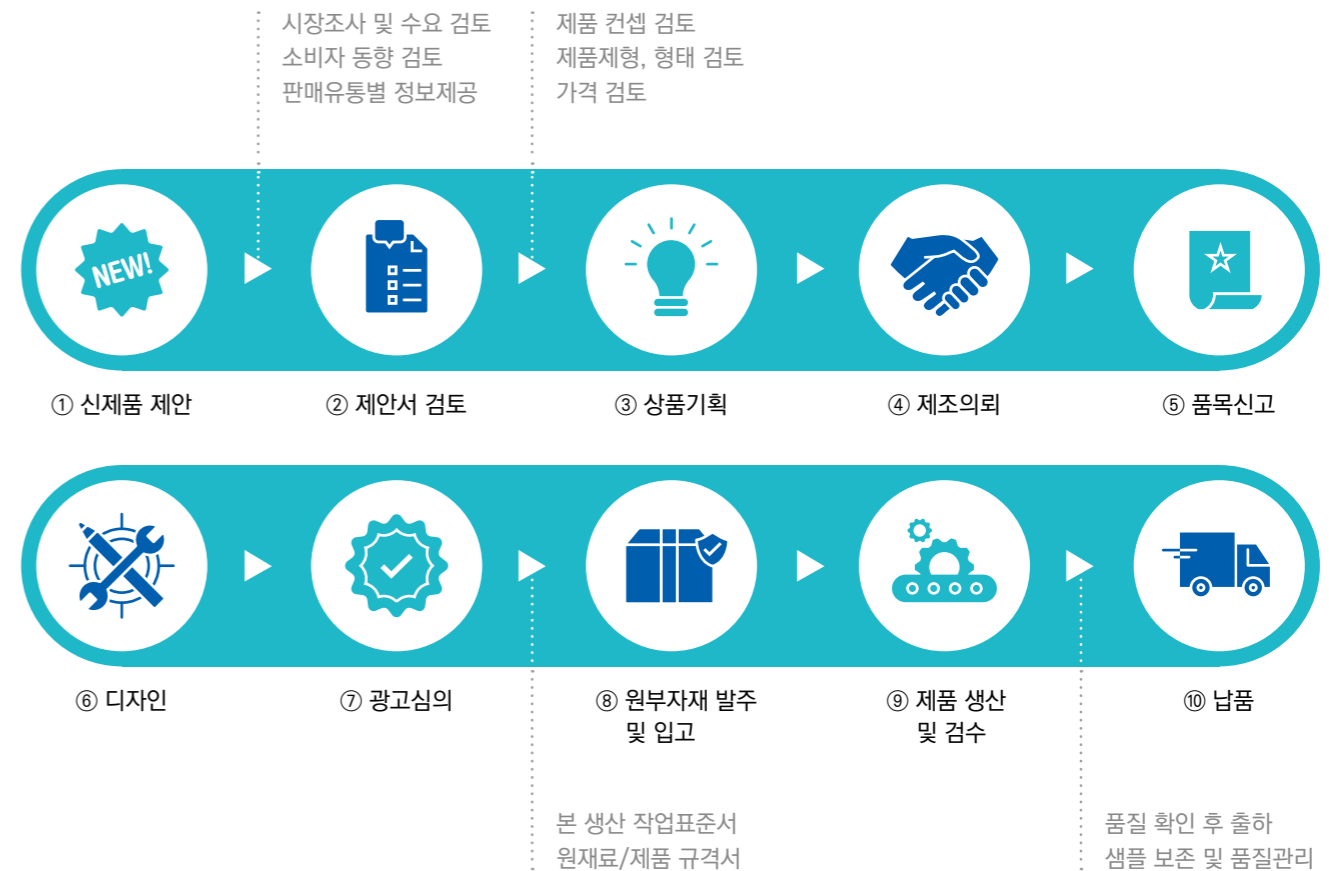 시장조사 및 수요 검토
소비자 동향 검토
판매유통별 정보제공
제품 컨셉 검토
제품제형, 형태 검토
가격 검토
NEW!
① 신제품 제안
② 제안서 검토
③ 상품기획
④ 제조의뢰
⑤ 품목신고
⑥ 디자인
⑦ 광고심의
⑧ 원부자재 발주
및 입고
⑨ 제품 생산
및 검수
⑩ 납품
본 생산 작업표준서
원재료/제품 규격서
품질 확인 후 출하
샘플 보존 및 품질관리